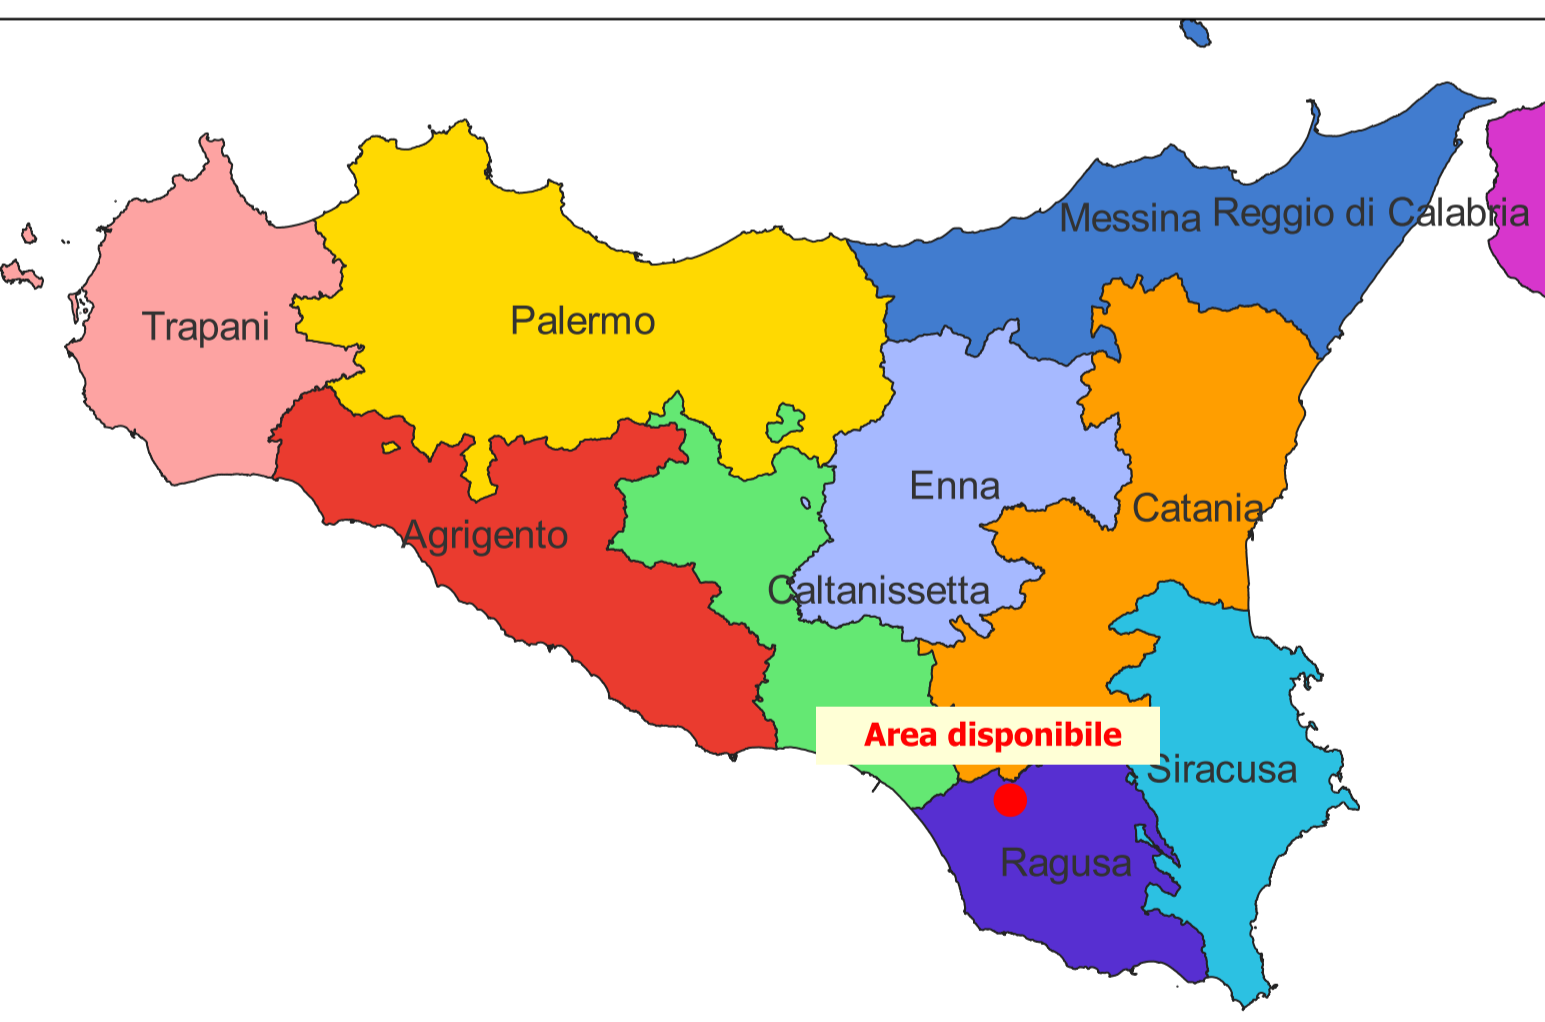 Messina
Reggio di Calabria
Trapani
Palermo
Enna
Catania
Agrigento
Caltanissetta
Area disponibile
Siracusa
Ragusa